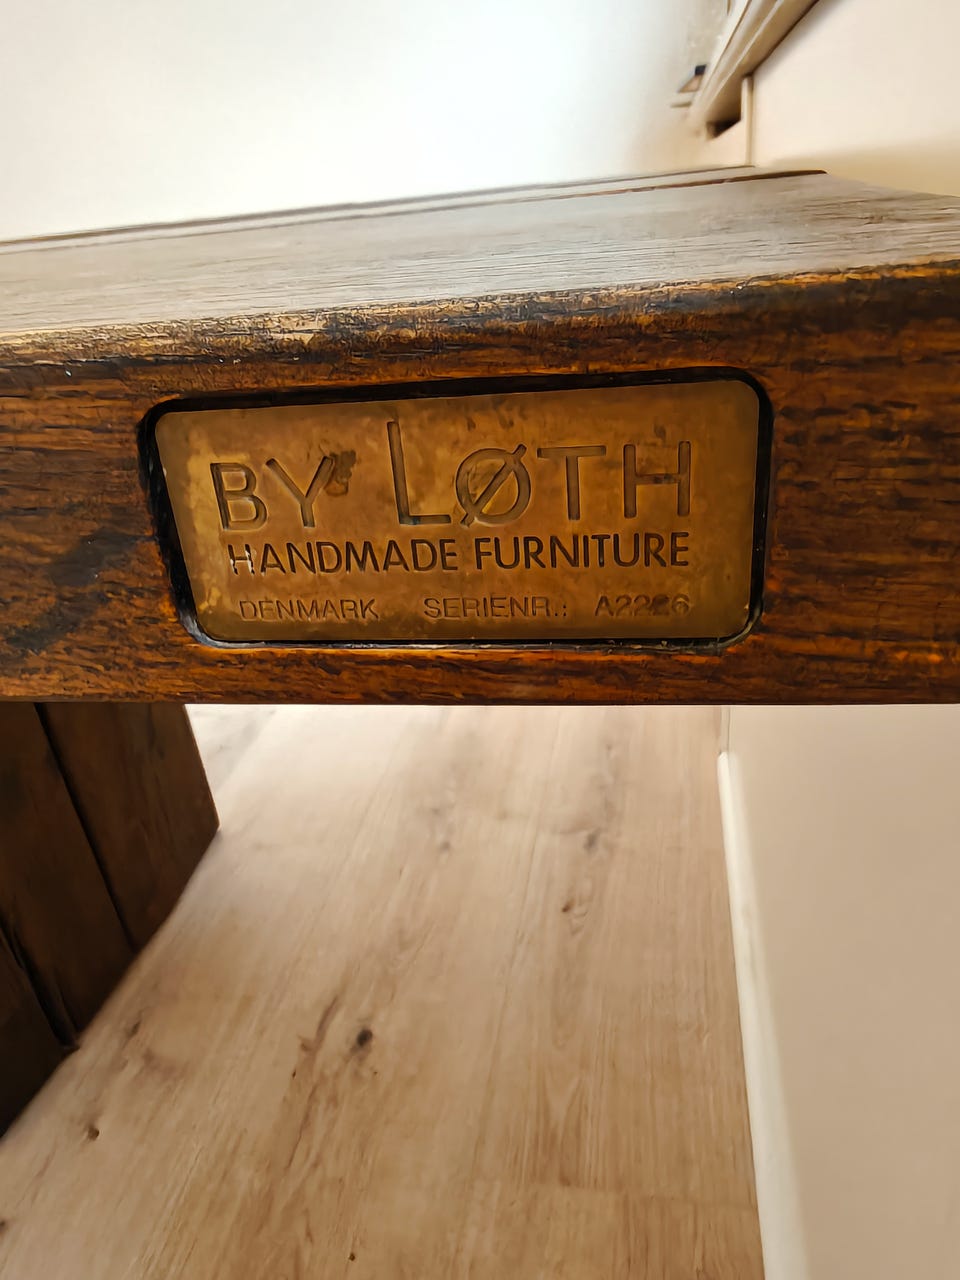 BY LØTH
HANDMADE FURNITURE
DENMARK SERIENR.: A2226